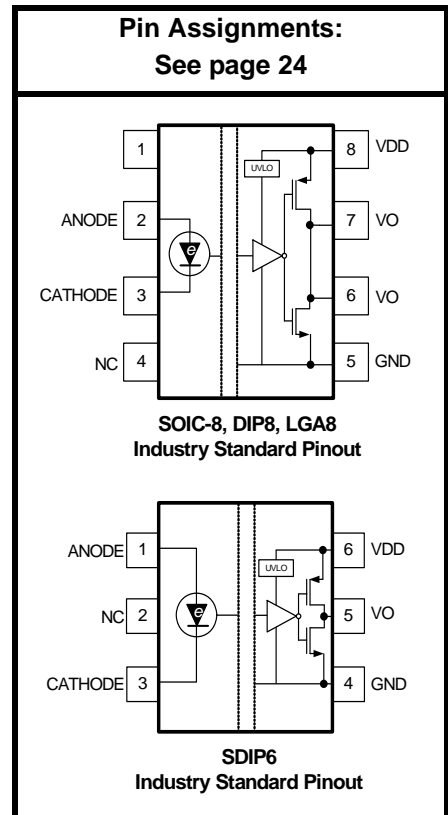 Pin Assignments:
See page 24
1
8 VDD
UVLO
ANODE 2
7 VO
e
CATHODE 3
6 VO
NC 4
5 GND
SOIC-8, DIP8, LGA8
Industry Standard Pinout
ANODE 1
6 VDD
UVLO
NC 2
e
5 VO
CATHODE 3
4 GND
SDIP6
Industry Standard Pinout